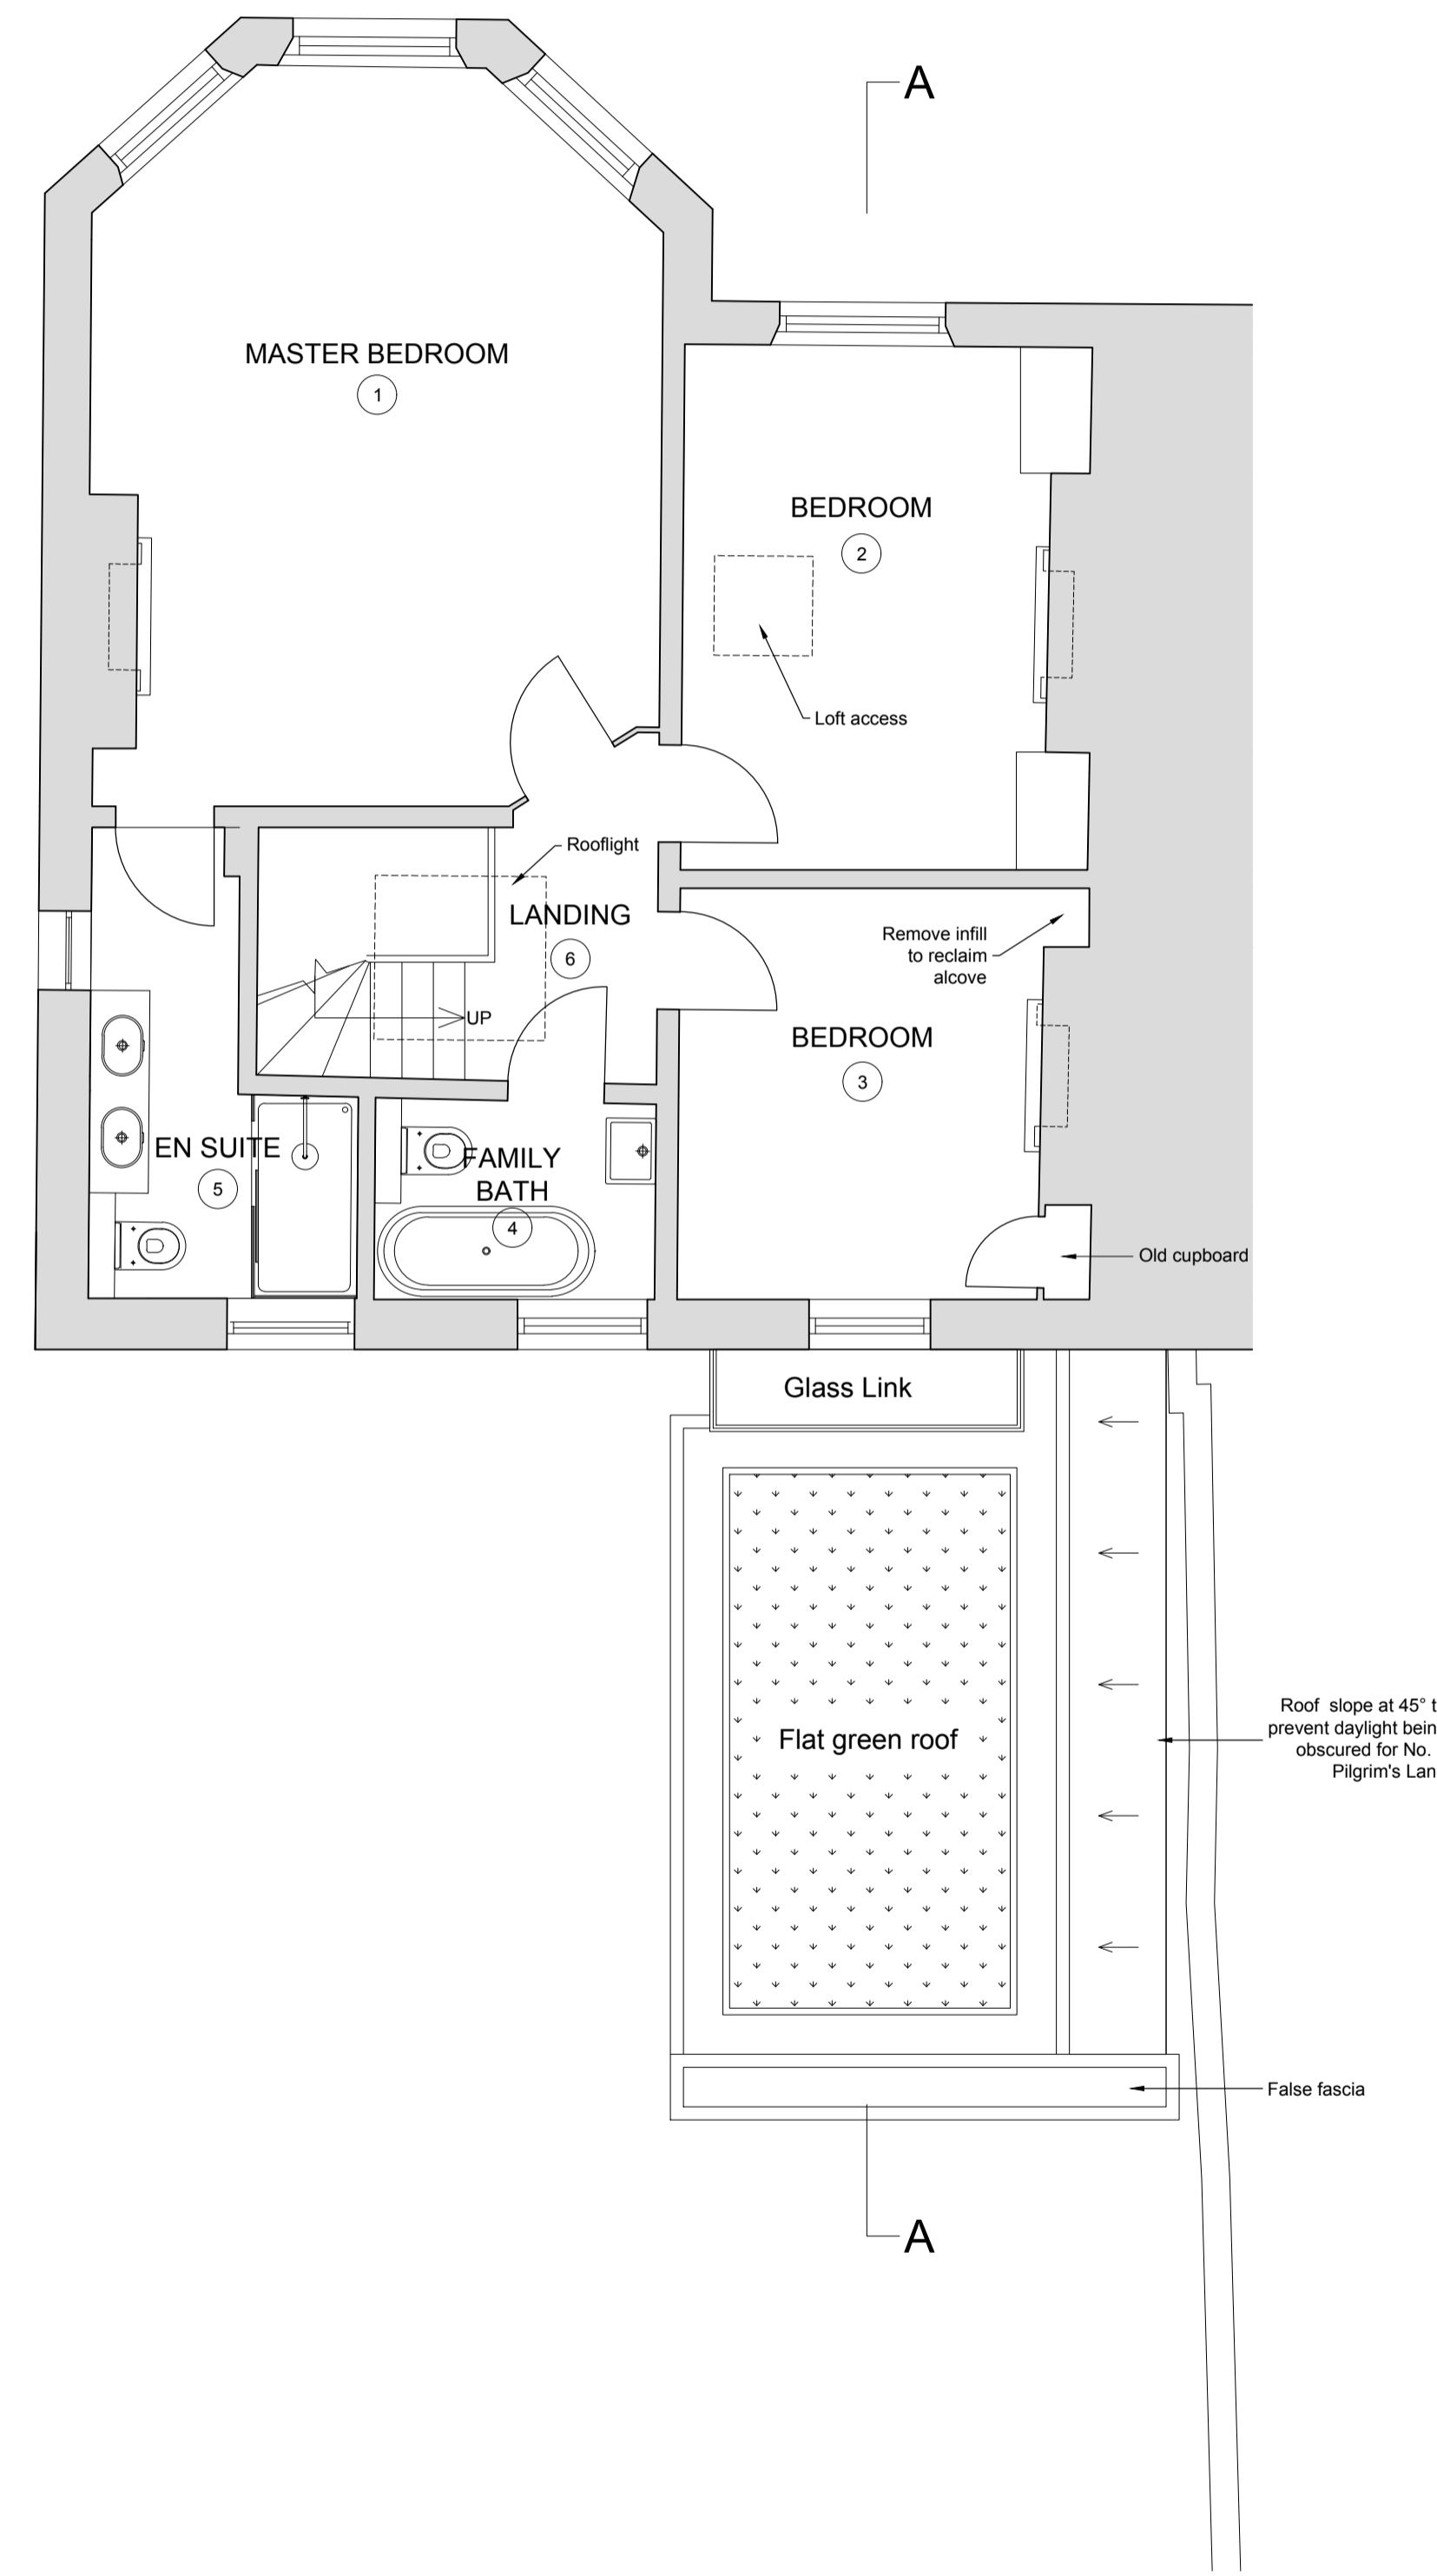 A
MASTER BEDROOM
1
BEDROOM
2
Loft access
Rooflight
LANDING
6
Remove infill
to reclaim
alcove
UP
BEDROOM
3
EN SUITE
5
FAMILY
BATH
4
Old cupboard
Glass Link
Roof slope at 45° t
prevent daylight bein
obscured for No.
Pilgrim's Lan
Flat green roof
False fascia
A